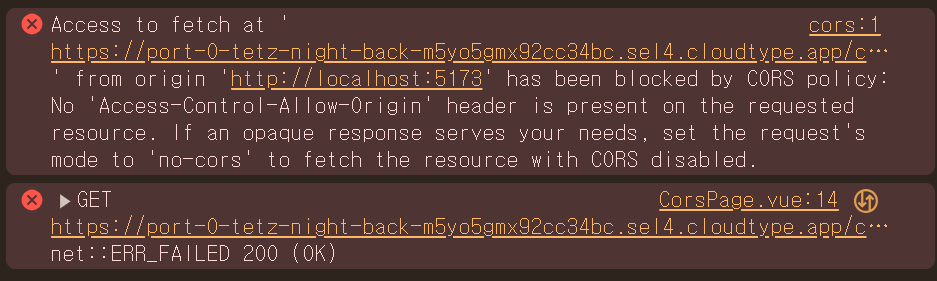 Access to fetch at ' cors:1
https://port-0-tetz-night-back-m5yo5gmx92cc34bc.sel4.cloudtype.app/c…
' from origin 'http://localhost:5173' has been blocked by CORS policy:
No 'Access-Control-Allow-Origin' header is present on the requested
resource. If an opaque response serves your needs, set the request's
mode to 'no-cors' to fetch the resource with CORS disabled.
GET CorsPage.vue:14
https://port-0-tetz-night-back-m5yo5gmx92cc34bc.sel4.cloudtype.app/c…
net::ERR_FAILED 200 (OK)